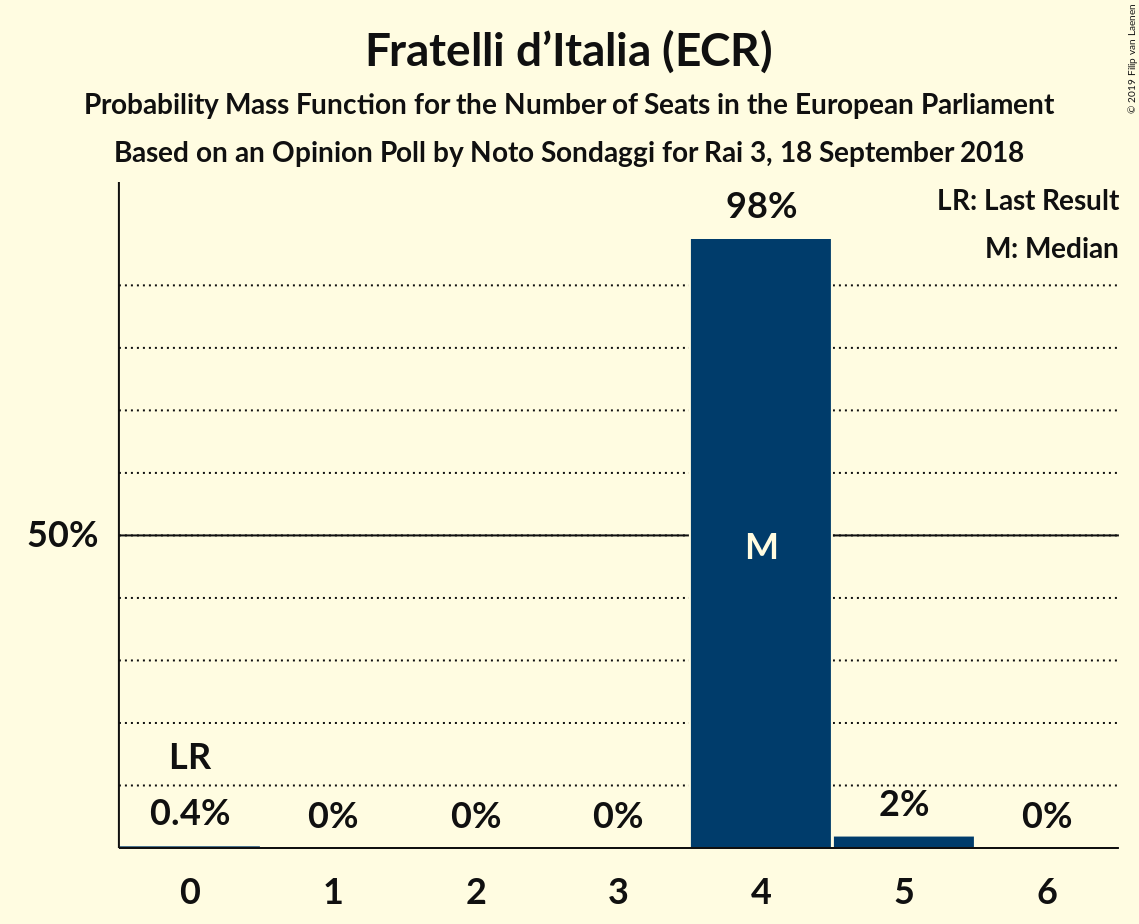 Fratelli d’Italia (ECR)
Probability Mass Function for the Number of Seats in the European Parliament
Based on an Opinion Poll by Noto Sondaggi for Rai 3, 18 September 2018
© 2019 Filip van Laenen
LR: Last Result
M: Median
98%
50%
M
LR
0.4%
0%
0%
0%
2%
0%
0
1
2
3
4
5
6